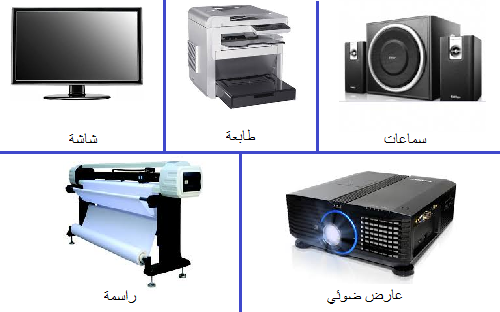 سماعات
طابعة
شاشة
عارض ضوئي
راسمة